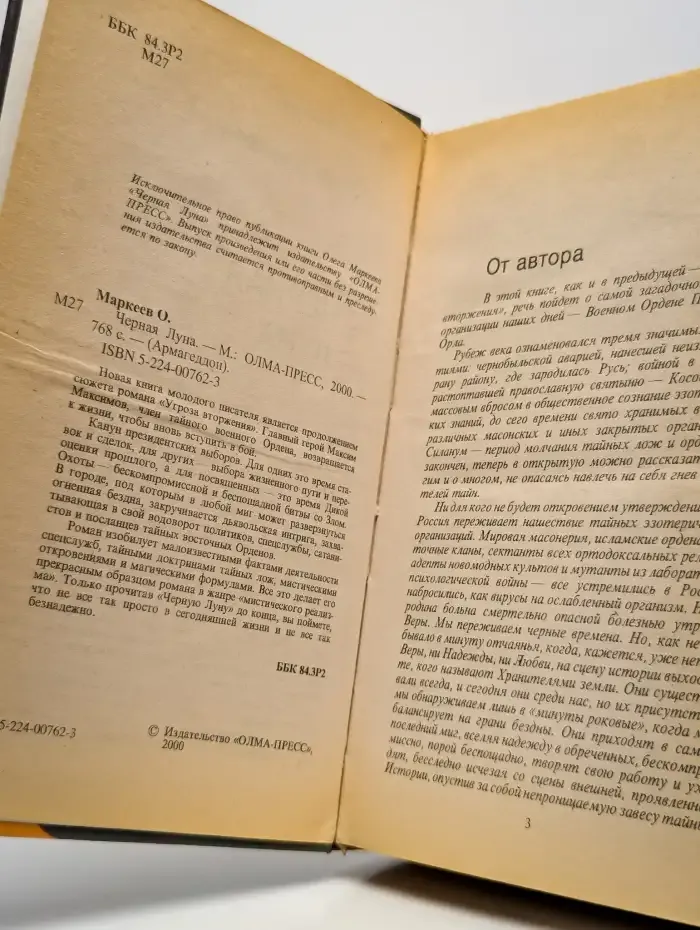 ББК 84.3Р2
М27
Исключительное право публикации книги Олега Маркеева
«Черная Луна» принадлежит издательству «ОЛМА-
ПРЕСС». Выпуск произведения или его части без разреше-
ния издательства считается противоправным и преследу-
ется по закону.
Маркеев О.
М27 Черная Луна. — М.: ОЛМА-ПРЕСС, 2000. —
768 с. — (Армагеддон).
ISBN 5-224-00762-3
Новая книга молодого писателя является продолжением
сюжета романа «Угроза вторжения». Главный герой Максим
Максимов, член тайного военного Ордена, возвращается
к жизни, чтобы вновь вступить в бой.
Канун президентских выборов. Для одних это время ста-
вок и сделок, для других — выбора жизненного пути и пере-
оценки прошлого, а для посвященных — это время Дикой
Охоты — бескомпромиссной и беспощадной битвы со Злом.
В городе, под которым в любой миг может развернуться
огненная бездна, закручивается дьявольская интрига, захва-
тывающая в свой водоворот политиков, спецслужбы, сатани-
стов и посланцев тайных восточных Орденов.
Роман изобилует малоизвестными фактами деятельности
спецслужб, тайными доктринами тайных лож, мистическими
откровениями и магическими формулами. Все это делает его
прекрасным образцом романа в жанре «мистического реализ-
ма». Только прочитав «Черную Луну» до конца, вы поймете,
что не все так просто в сегодняшней жизни и не все так
безнадежно.
ББК 84.3Р2
5-224-00762-3
© Издательство «ОЛМА-ПРЕСС»,
2000
От автора
В этой книге, как и в предыдущей —
вторжения», речь пойдет о самой загадочно
организации наших дней — Военном Ордене П
Орла.
Рубеж века ознаменовался тремя значимы
тиями: чернобыльской аварией, нанесшей неиз
рану району, где зародилась Русь; войной в
растоптавшей православную святыню — Косо
массовым вбросом в общественное сознание эзот
ких знаний, до сего времени свято хранимых в
различных масонских и иных закрытых орган
Силанум — период молчания тайных лож и орд
закончен, теперь в открытую можно рассказат
гим и о многом, не опасаясь навлечь на себя гнев
телей тайн.
Ни для кого не будет откровением утвержден
Россия переживает нашествие тайных эзотерич
организаций. Мировая масонерия, исламские ордена
точные кланы, сектанты всех ортодоксальных рел
адепты новомодных культов и мутанты из лаборат
психологической войны — все устремились в Рос
набросились, как вирусы на ослабленный организм. Н
родина больна смертельно опасной болезнью утр
Веры. Мы переживаем черные времена. Но, как не
бывало в минуту отчаянья, когда, кажется, уже нет
Веры, ни Надежды, ни Любви, на сцену истории выход
те, кого называют Хранителями земли. Они сущест
вали всегда, и сегодня они среди нас, но их присутст
мы обнаруживаем лишь в «минуты роковые», когда м
балансирует на грани бездны. Они приходят в сам
последний миг, вселяя надежду в обреченных, бескомпр
миссно, порой беспощадно, творят свою работу и ух
дят, бесследно исчезая со сцены внешней, проявленно
Истории, опустив за собой непроницаемую завесу тайн
3